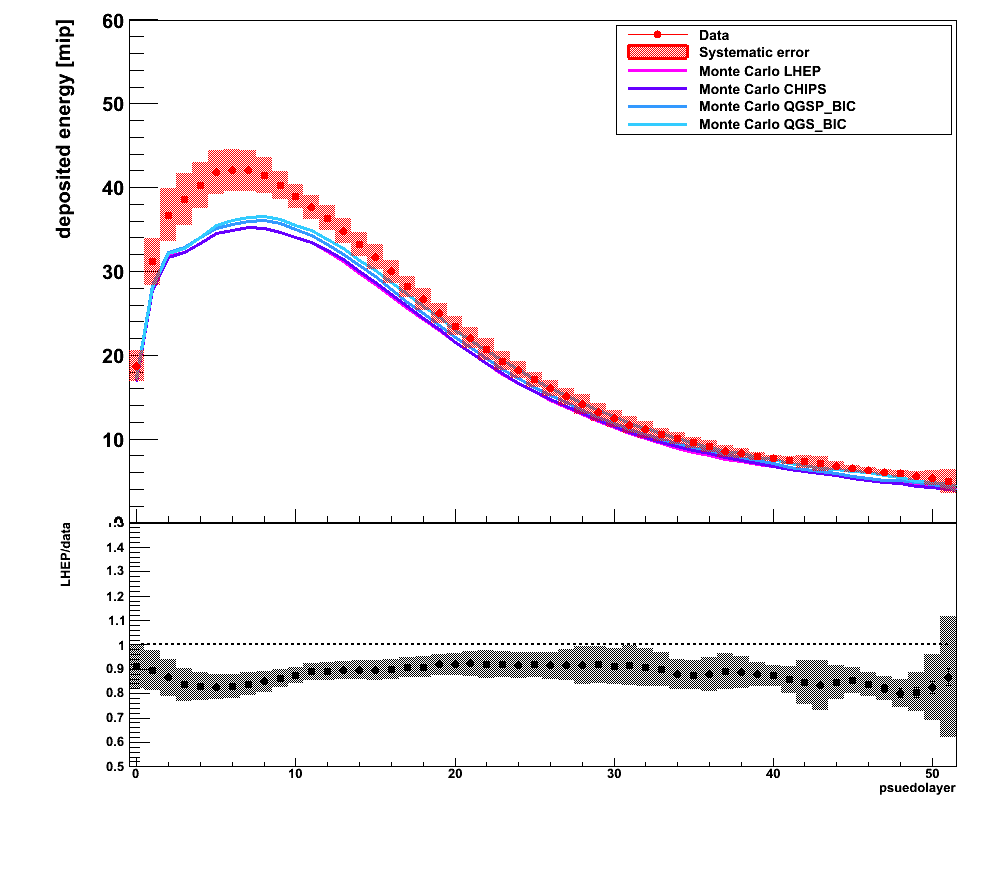 60
50
40
30
20
10
0
deposited energy [mip]
Data
Systematic error
Monte Carlo LHEP
Monte Carlo CHIPS
Monte Carlo QGSP_BIC
Monte Carlo QGS_BIC
LHEP/data
1.4
1.3
1.2
1.1
1
0.9
0.8
0.7
0.6
0.5
0 10 20 30 40 50
psuedolayer